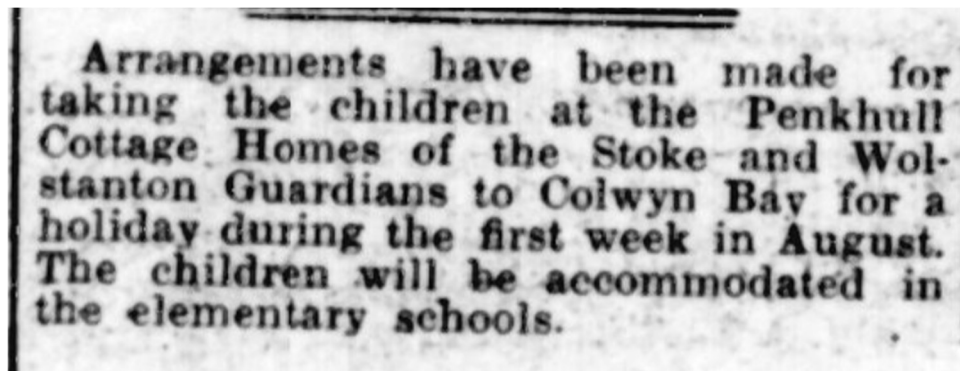 Arrangements have been made for
taking the children at the Penkhull
Cottage Homes of the Stoke and Wol-
stanton Guardians to Colwyn Bay for a
holiday during the first week in August.
The children will be accommodated in
the elementary schools.